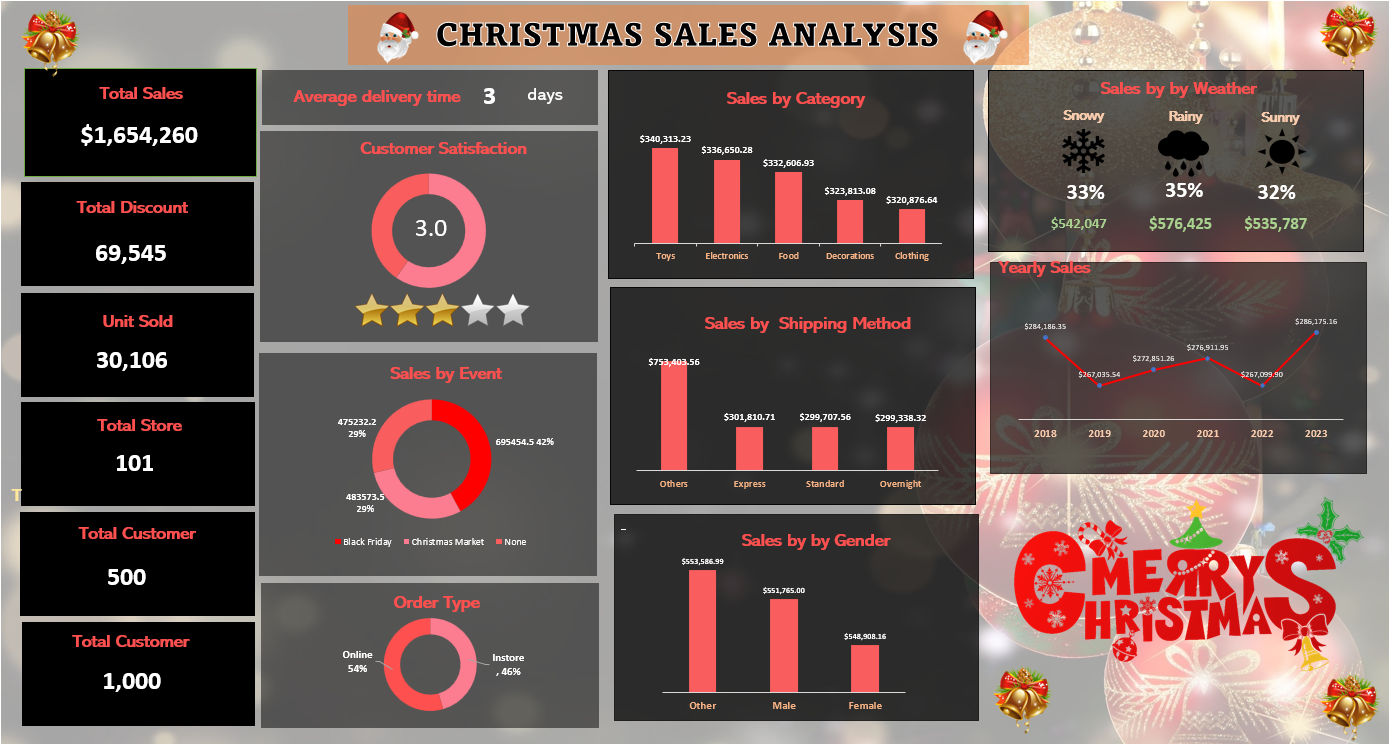 CHRISTMAS SALES ANALYSIS
Total Sales
$1,654,260
Total Discount
69,545
Unit Sold
30,106
Total Store
101
T
Total Customer
500
Total Customer
1,000
Average delivery time 3 days
Customer Satisfaction
3.0
Sales by Event
475232.2
29%
695454.5 42%
483573.5
29%
Black Friday Christmas Market None
Order Type
Online
54%
Instore
, 46%
Sales by Category
$340,313.23
$336,650.28
$332,606.93
$323,813.08
$320,876.64
Toys Electronics Food Decorations Clothing
Sales by Shipping Method
$753,403.56
$301,810.71 $299,707.56 $299,338.32
Others Express Standard Overnight
Sales by by Gender
$553,586.99
$551,765.00
$548,908.16
Other Male Female
Sales by by Weather
Snowy Rainy Sunny
33% 35% 32%
$542,047 $576,425 $535,787
Yearly Sales
$284,186.35
$267,035.54
$272,851.26
$276,911.95
$267,099.90
$286,175.16
2018 2019 2020 2021 2022 2023
MERRY
CHRISTMAS